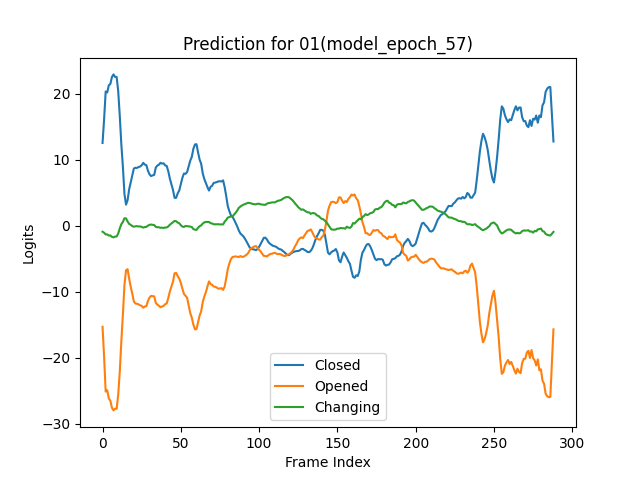 Prediction for 01(model_epoch_57)
20
10
0
−10
−20
−30
Logits
Closed
Opened
Changing
0 50 100 150 200 250 300
Frame Index